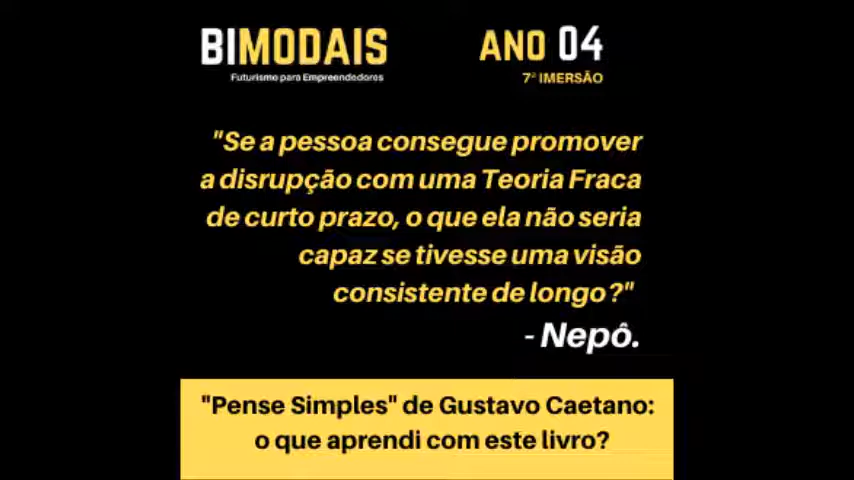 BIMODAIS
Futurismo para Empreendedores
ANO 04
7ª IMERSÃO
"Se a pessoa consegue promover
a disrupção com uma Teoria Fraca
de curto prazo, o que ela não seria
capaz se tivesse uma visão
consistente de longo?"
- Nepô.
"Pense Simples" de Gustavo Caetano:
o que aprendi com este livro?